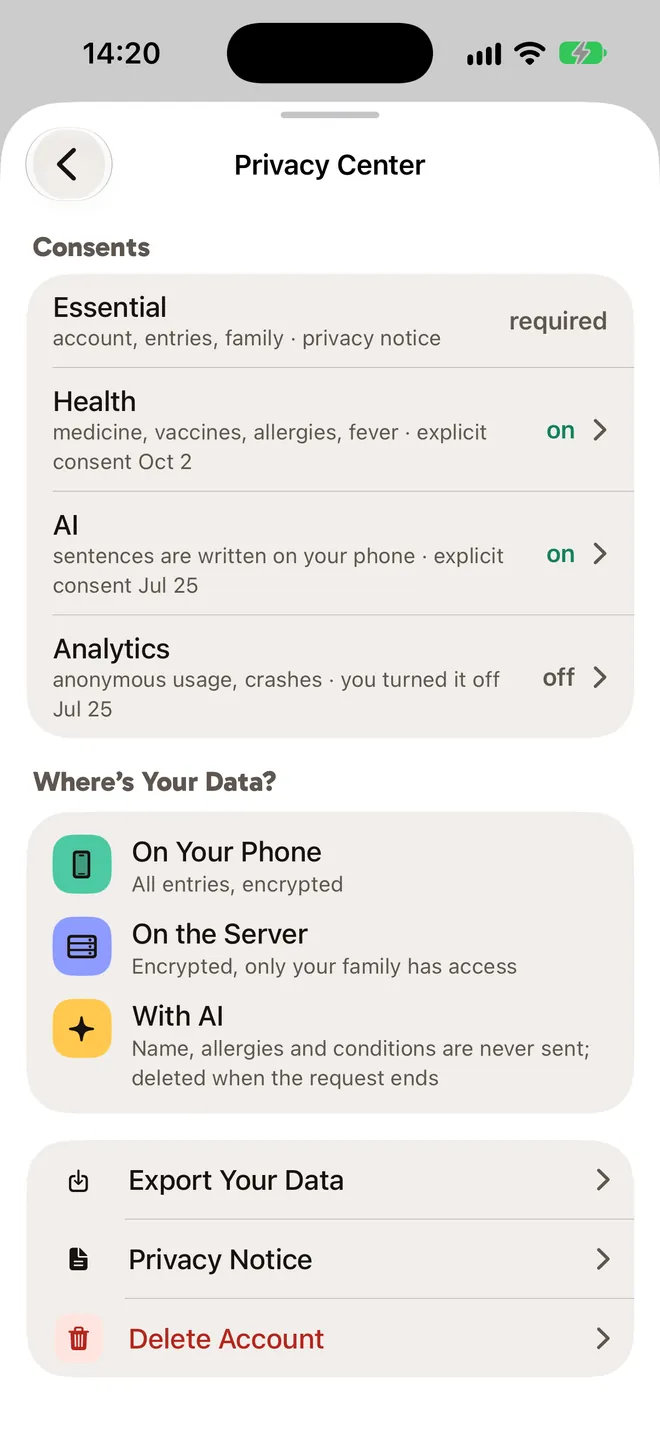 14:20
Privacy Center
Consents
Essential
account, entries, family · privacy notice
required
Health
medicine, vaccines, allergies, fever · explicit
consent Oct 2
on
AI
sentences are written on your phone · explicit
consent Jul 25
on
Analytics
anonymous usage, crashes · you turned it off
Jul 25
off
Where's Your Data?
On Your Phone
All entries, encrypted
On the Server
Encrypted, only your family has access
With AI
Name, allergies and conditions are never sent;
deleted when the request ends
Export Your Data
Privacy Notice
Delete Account